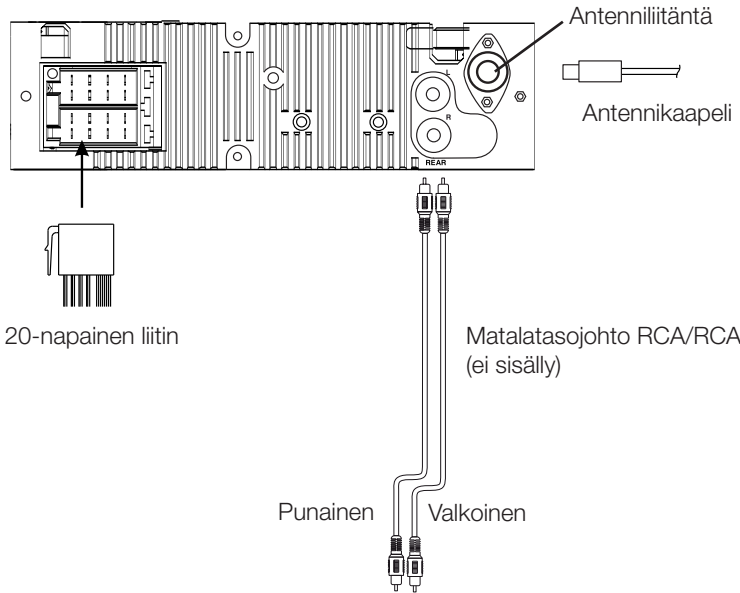 Antenniliitäntä
Antennikaapeli
L
R
REAR
20-napainen liitin
Matalatasojohto RCA/RCA
(ei sisälly)
Punainen
Valkoinen